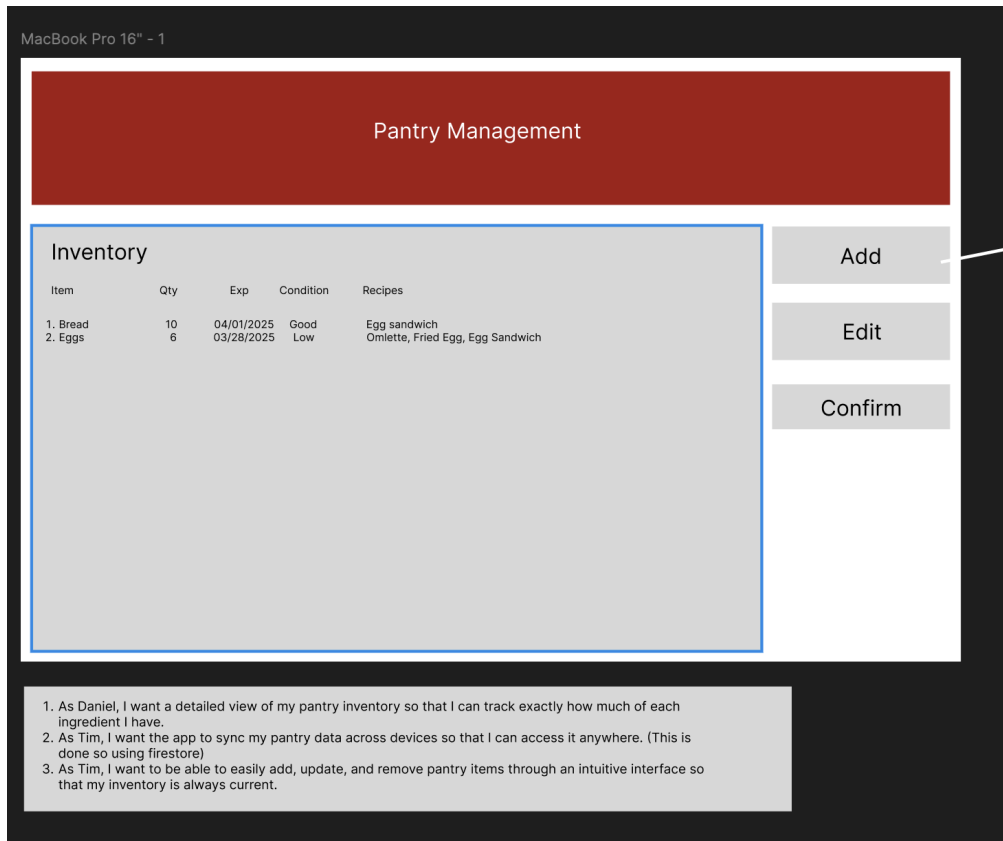 MacBook Pro 16" - 1
Pantry Management
Inventory
Item Qty Exp Condition Recipes
1. Bread 10 04/01/2025 Good Egg sandwich
2. Eggs 6 03/28/2025 Low Omlette, Fried Egg, Egg Sandwich
Add
Edit
Confirm
1. As Daniel, I want a detailed view of my pantry inventory so that I can track exactly how much of each
ingredient I have.
2. As Tim, I want the app to sync my pantry data across devices so that I can access it anywhere. (This is
done so using firestore)
3. As Tim, I want to be able to easily add, update, and remove pantry items through an intuitive interface so
that my inventory is always current.